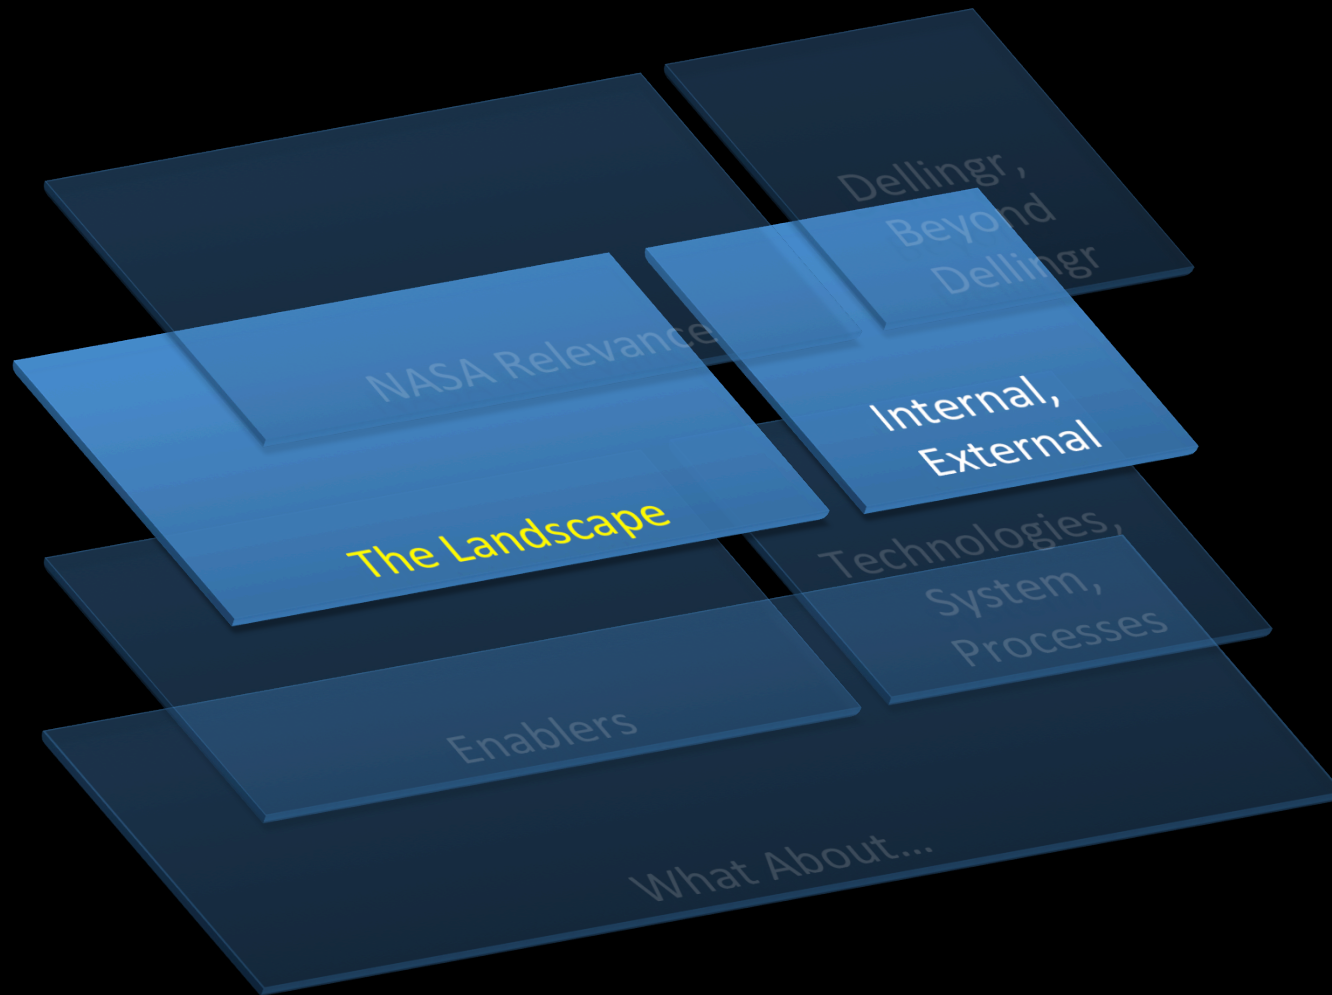 Dellingr,
Beyond
Dellingr
NASA Relevance
Internal,
External
The Landscape
Technologies,
System,
Processes
Enablers
What About...